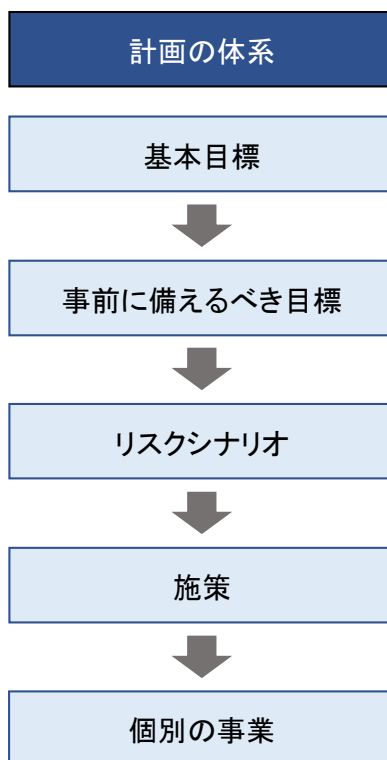 計画の体系
基本目標
事前に備えるべき目標
リスクシナリオ
施策
個別の事業